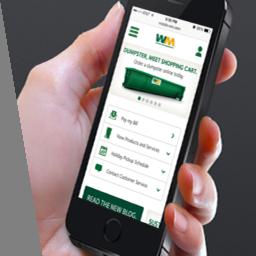 WM
DUMPSTER, MEET SHOPPING CART.
Order a dumpster online today.
Pay my Bill
View Products and Services
Holiday Pickup Schedule
Contact Customer Service
READ THE NEW BLOG.